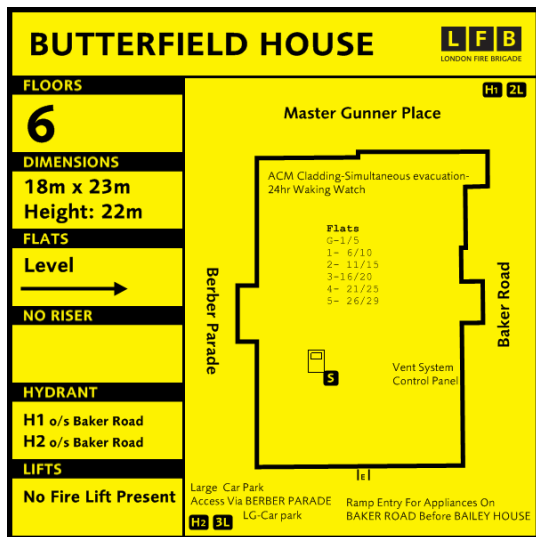 BUTTERFIELD HOUSE
LFB
LONDON FIRE BRIGADE
FLOORS
6
DIMENSIONS
18m x 23m
Height: 22m
FLATS
Level
NO RISER
HYDRANT
H1 o/s Baker Road
H2 o/s Baker Road
LIFTS
No Fire Lift Present
H1 2L
Master Gunner Place
ACM Cladding-Simultaneous evacuation-
24hr Waking Watch
Flats
G-1/5
1- 6/10
2- 11/15
3-16/20
4- 21/25
5- 26/29
Berber Parade
Baker Road
S
Vent System
Control Panel
E
Large Car Park
Access Via BERBER PARADE
LG-Car park
H2 3L
Ramp Entry For Appliances On
BAKER ROAD Before BAILEY HOUSE